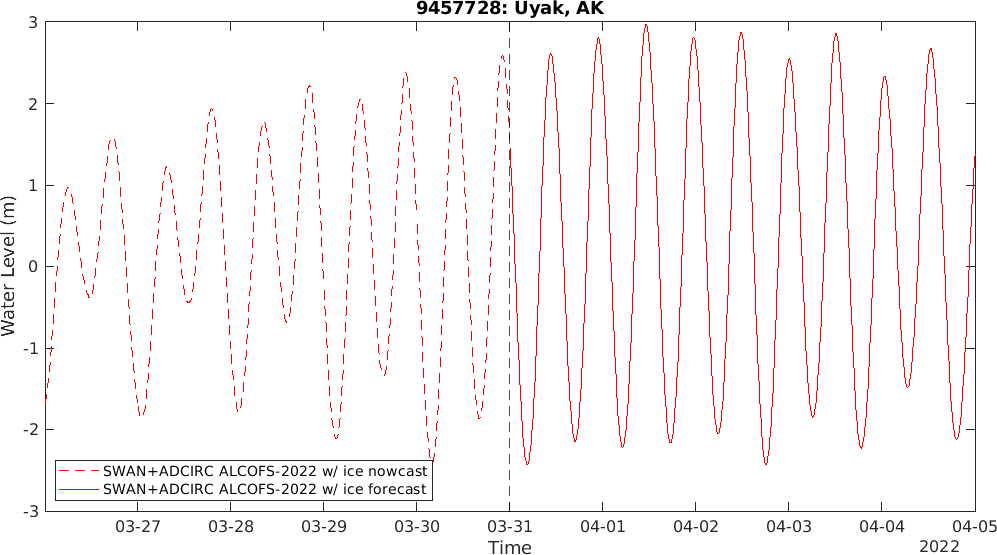 9457728: Uyak, AK
Water Level (m)
3
2
1
0
-1
-2
-3
SWAN+ADCIRC ALCOFS-2022 w/ ice nowcast
SWAN+ADCIRC ALCOFS-2022 w/ ice forecast
03-27 03-28 03-29 03-30 03-31 04-01 04-02 04-03 04-04 04-05
Time
2022